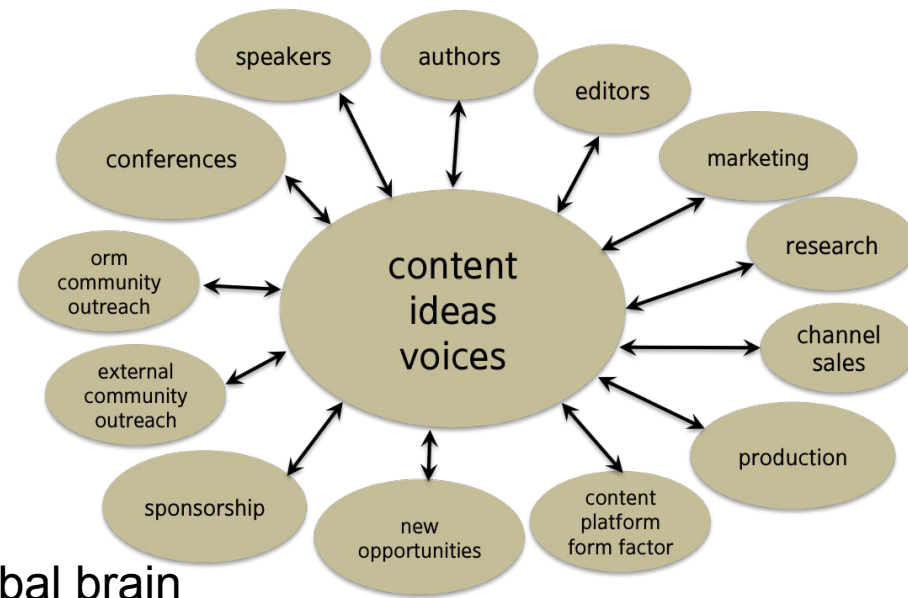 speakers
authors
editors
conferences
marketing
research
orm
community
outreach
content
ideas
voices
channel
sales
external
community
outreach
production
sponsorship
new
opportunities
content
platform
form factor
bal brain